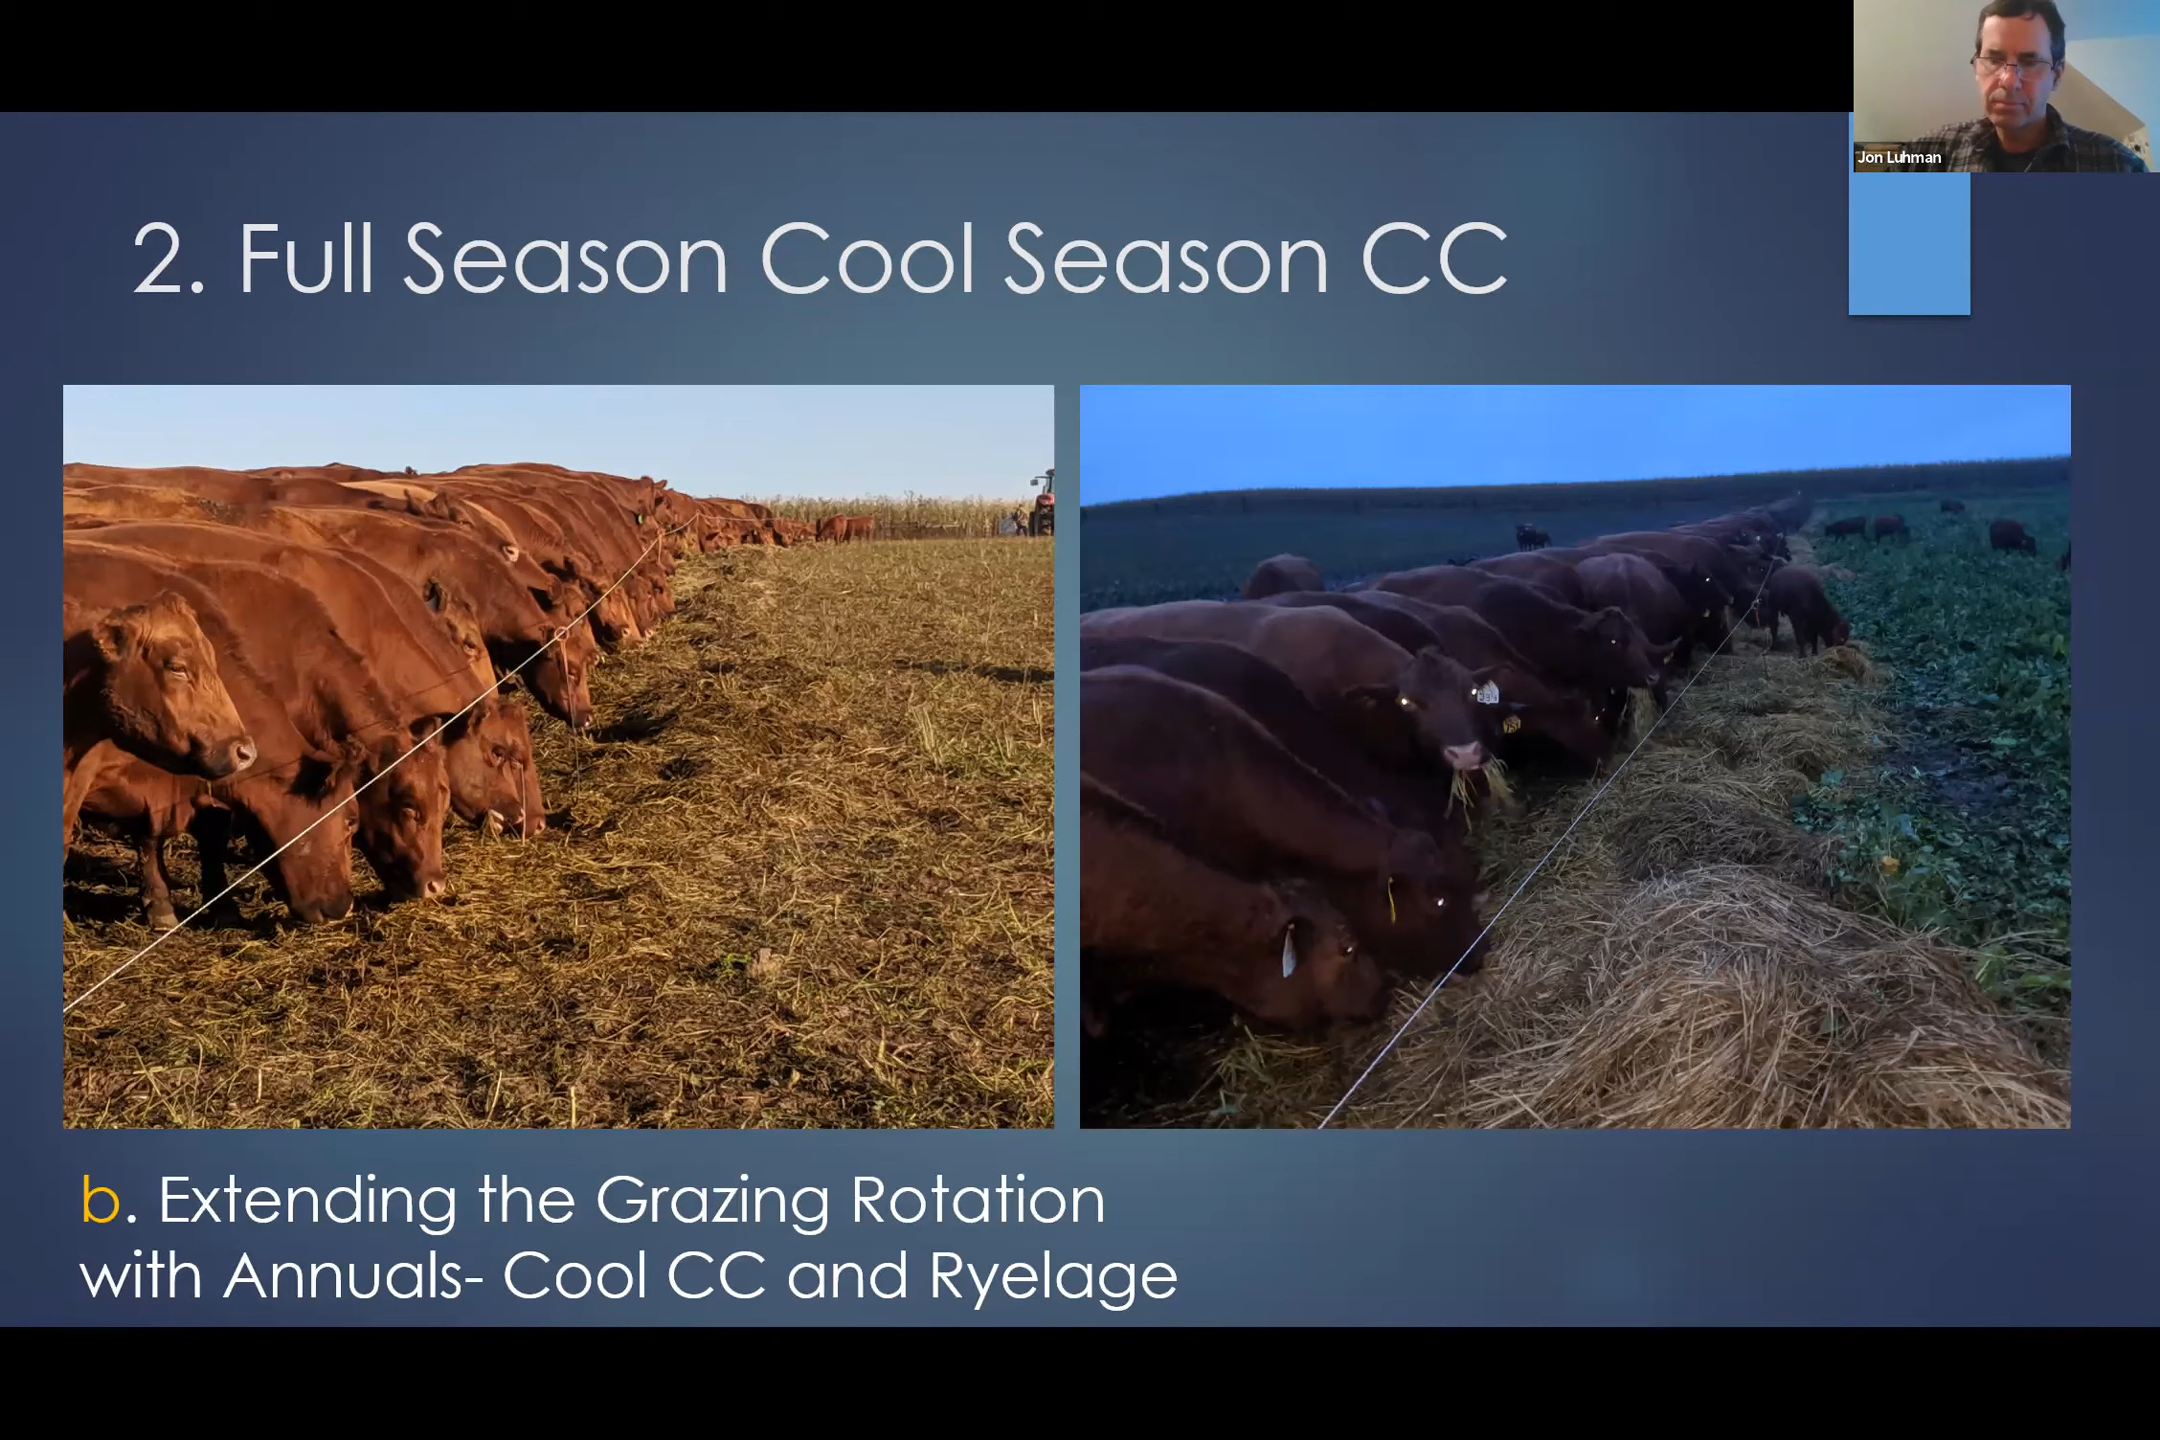 Jon Luhman
2. Full Season Cool Season CC
b. Extending the Grazing Rotation
with Annuals- Cool CC and Ryelage